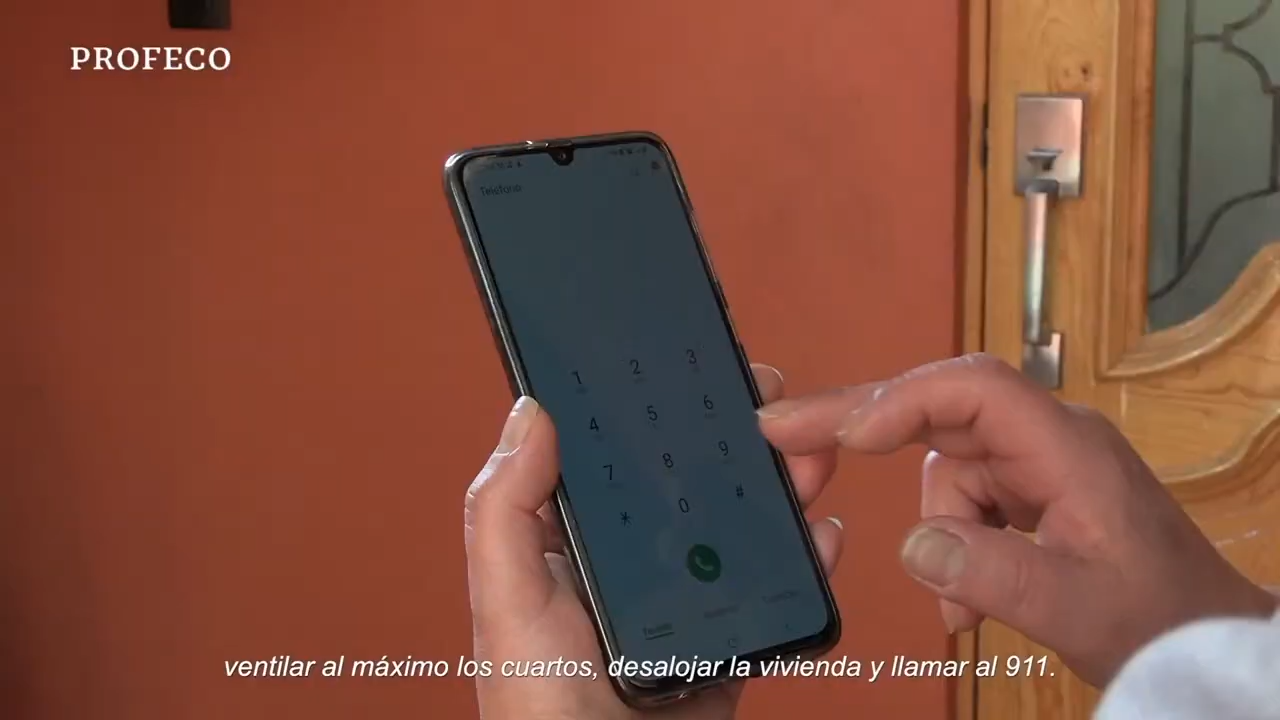 PROFECO
Teléfono
1 2 3
4 5 6
7 8 9
* 0 #
ventilar al máximo los cuartos, desalojar la vivienda y llamar al 911.